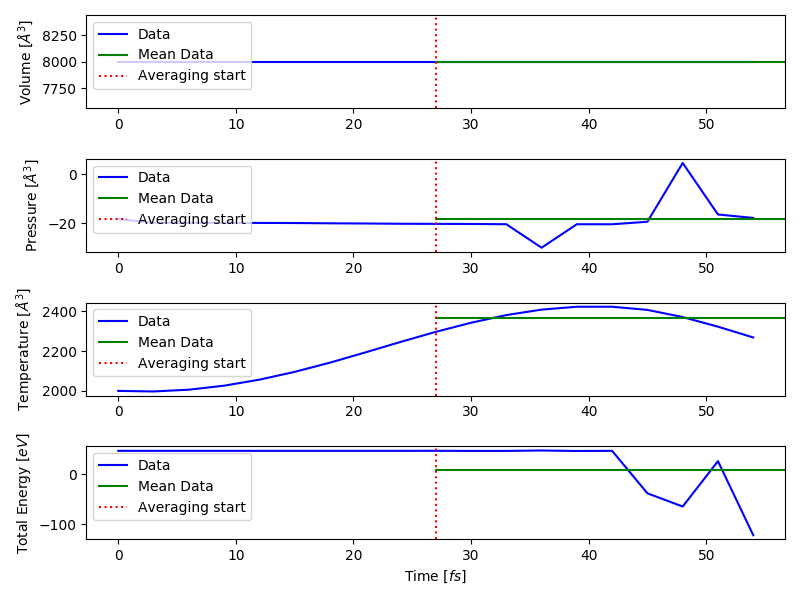 Volume [Å³]
8250
8000
7750
Data
Mean Data
Averaging start
0 10 20 30 40 50
Pressure [Å³]
0
−20
Data
Mean Data
Averaging start
0 10 20 30 40 50
Temperature [Å³]
2400
2200
2000
Data
Mean Data
Averaging start
0 10 20 30 40 50
Total Energy [eV]
0
−100
Data
Mean Data
Averaging start
0 10 20 30 40 50
Time [fs]